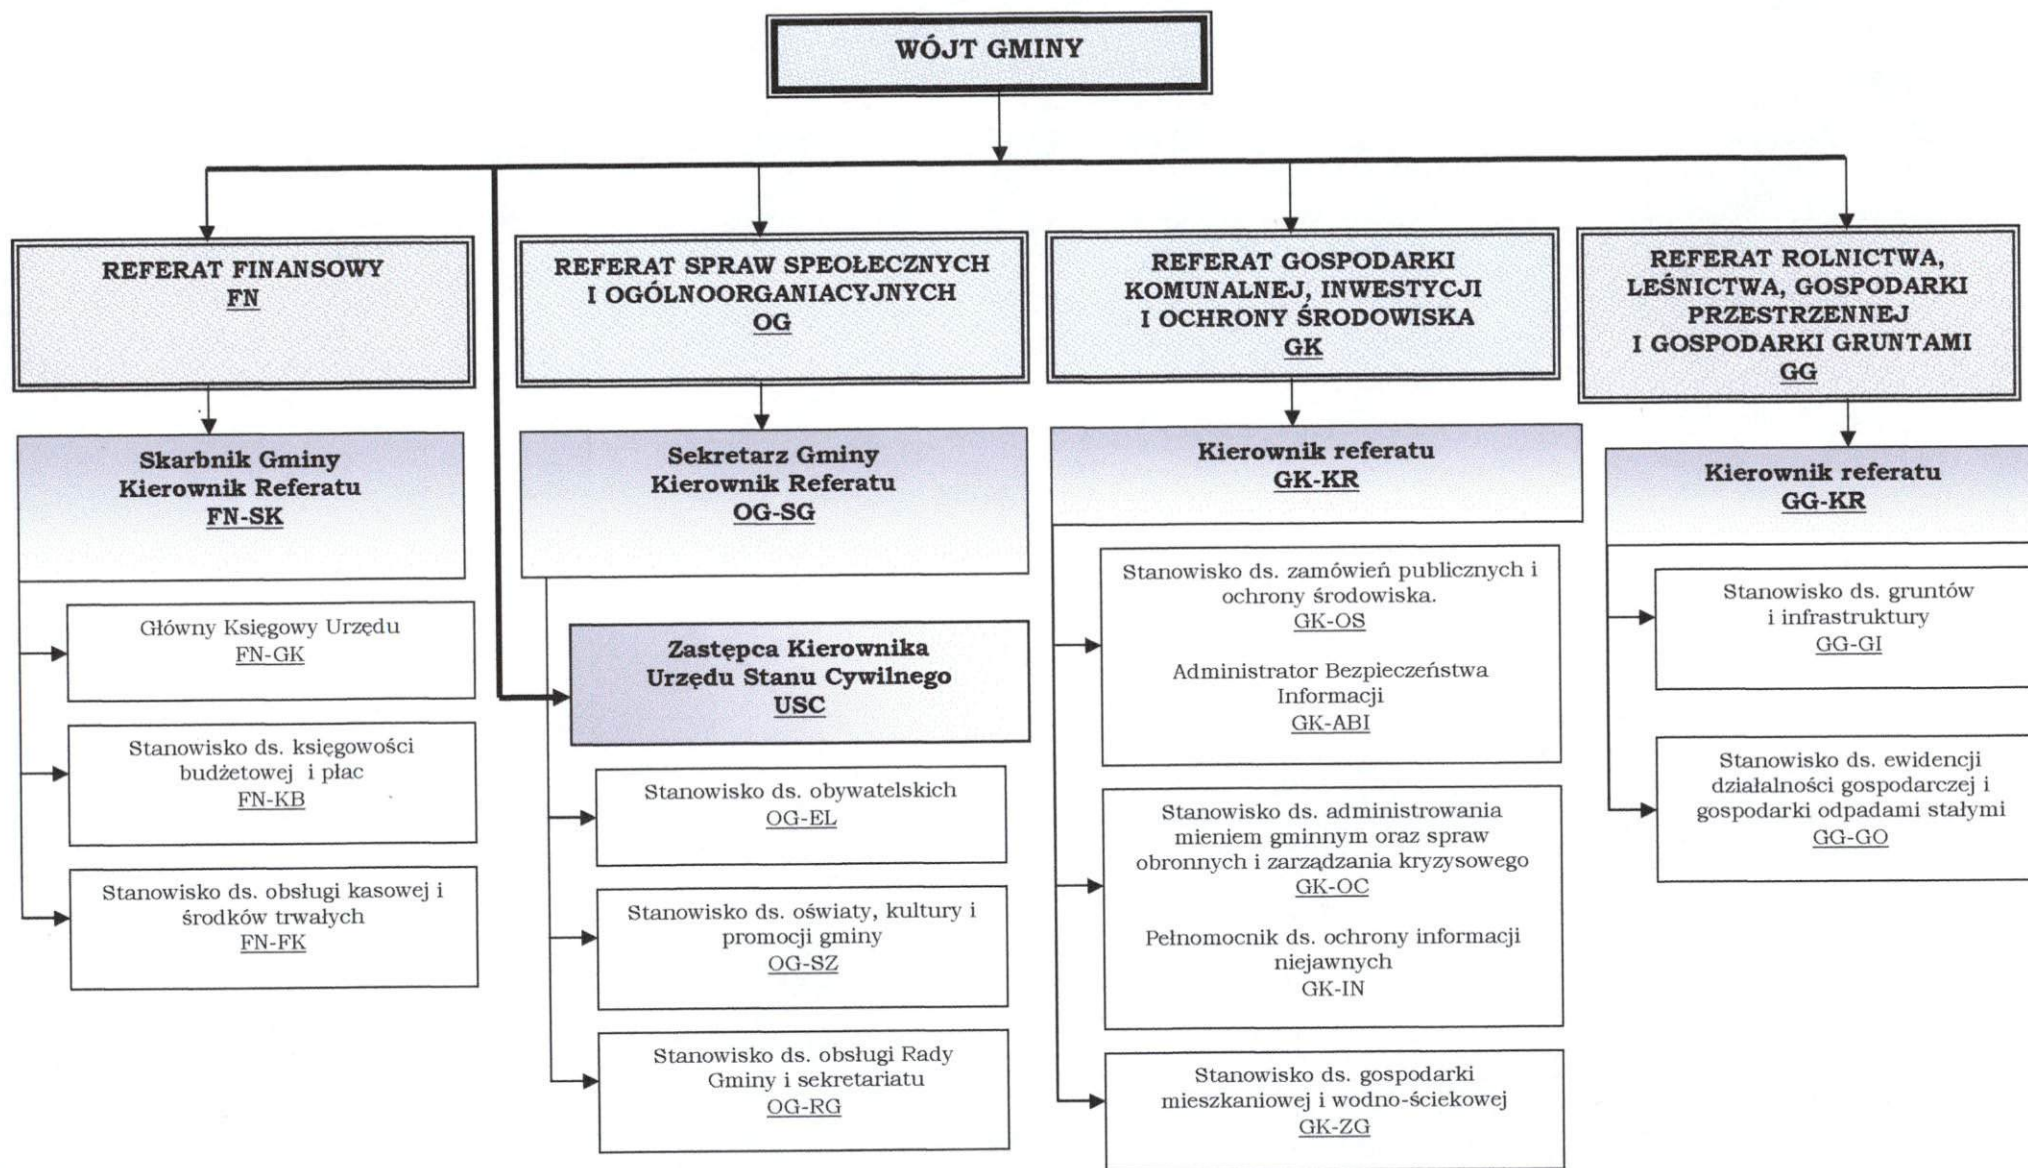 WÓJT GMINY
REFERAT FINANSOWY
FN
REFERAT SPRAW SPEOŁECZNYCH
I OGÓLNOORGANIACYJNYCH
OG
REFERAT GOSPODARKI
KOMUNALNEJ, INWESTYCJI
I OCHRONY ŚRODOWISKA
GK
REFERAT ROLNICTWA,
LEŚNICTWA, GOSPODARKI
PRZESTRZENNEJ
I GOSPODARKI GRUNTAMI
GG
Skarbnik Gminy
Kierownik Referatu
FN-SK
Główny Księgowy Urzędu
FN-GK
Stanowisko ds. księgowości
budżetowej i płac
FN-KB
Stanowisko ds. obsługi kasowej i
środków trwałych
FN-FK
Sekretarz Gminy
Kierownik Referatu
OG-SG
Zastępca Kierownika
Urzędu Stanu Cywilnego
USC
Stanowisko ds. obywatelskich
OG-EL
Stanowisko ds. oświaty, kultury i
promocji gminy
OG-SZ
Stanowisko ds. obsługi Rady
Gminy i sekretariatu
OG-RG
Kierownik referatu
GK-KR
Stanowisko ds. zamówień publicznych i
ochrony środowiska.
GK-OS
Administrator Bezpieczeństwa
Informacji
GK-ABI
Stanowisko ds. administrowania
mieniem gminnym oraz spraw
obronnych i zarządzania kryzysowego
GK-OC
Pełnomocnik ds. ochrony informacji
niejawnych
GK-IN
Stanowisko ds. gospodarki
mieszkaniowej i wodno-ściekowej
GK-ZG
Kierownik referatu
GG-KR
Stanowisko ds. gruntów
i infrastruktury
GG-GI
Stanowisko ds. ewidencji
działalności gospodarczej i
gospodarki odpadami stałymi
GG-GO